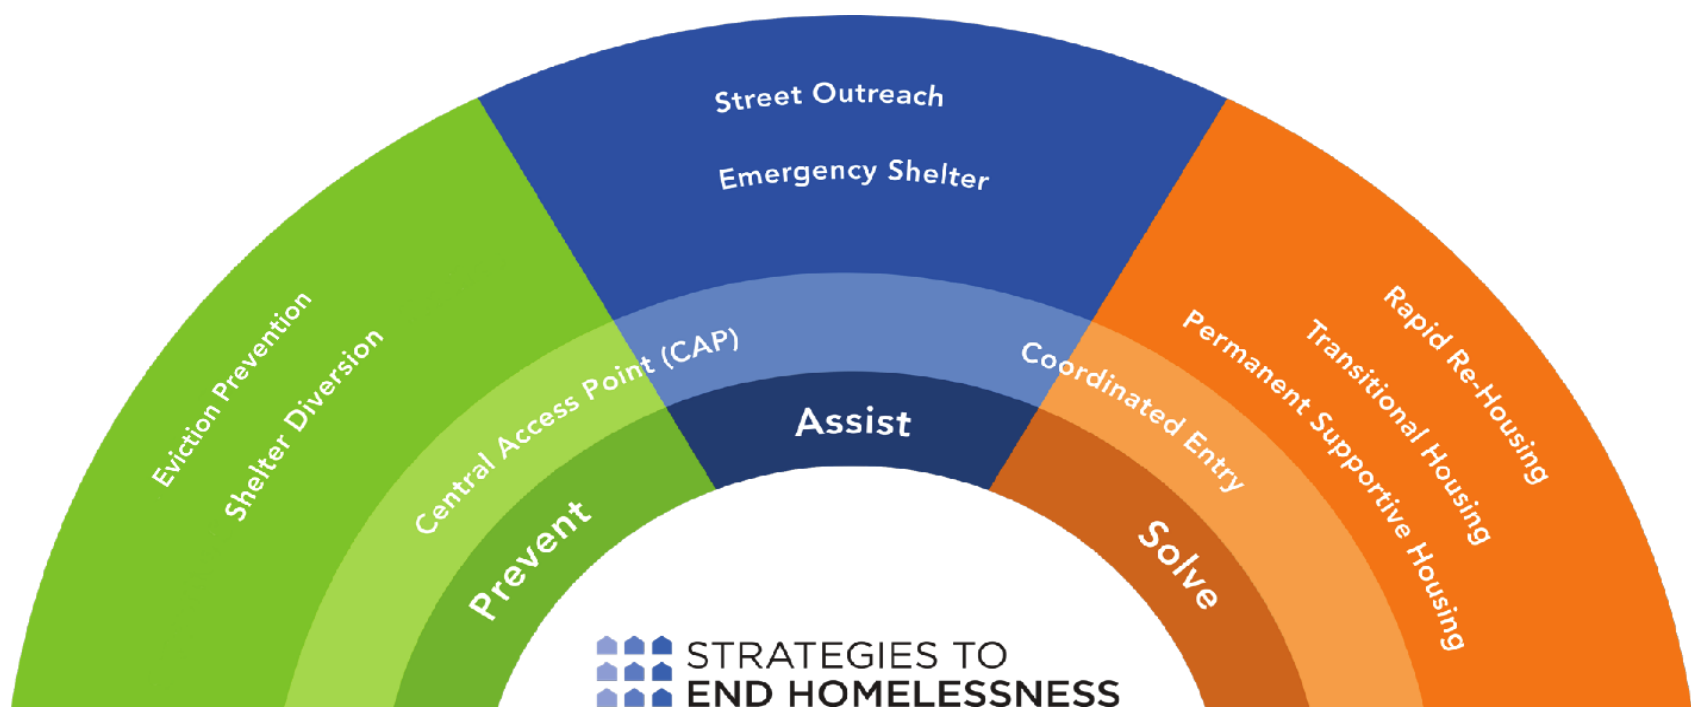 Street Outreach
Emergency Shelter
Eviction Prevention
Shelter Diversion
Central Access Point (CAP)
Coordinated Entry
Rapid Re-Housing
Transitional Housing
Permanent Supportive Housing
Prevent
Assist
Solve
STRATEGIES TO
END HOMELESSNESS